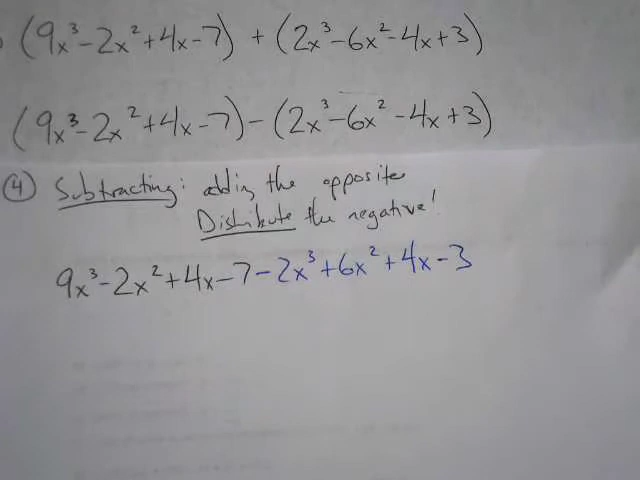 (9x³-2x²+4x-7) + (2x³-6x²-4x+3)
(9x³-2x²+4x-7)-(2x³-6x²-4x+3)
④ Subtracting: adding the opposite
Distribute the negative!
9x³-2x²+4x-7-2x³+6x²+4x-3